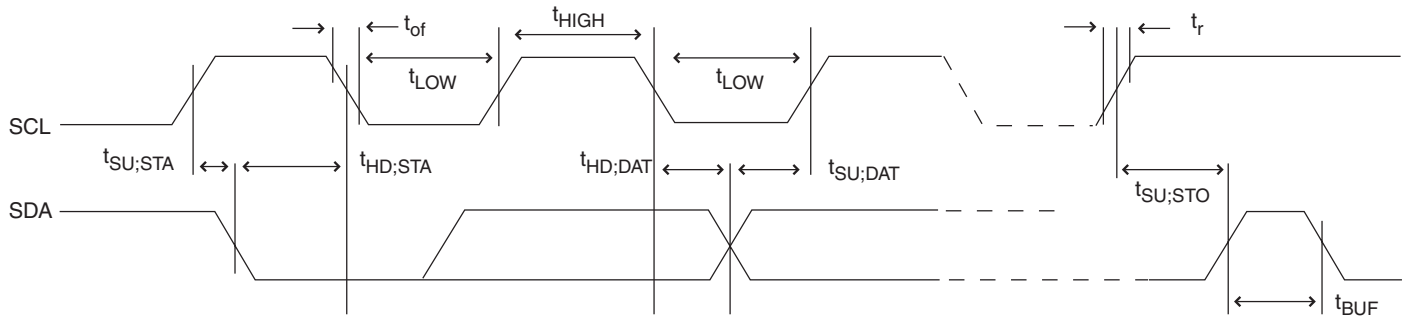 tof
tHIGH
tr
tLOW
tLOW
SCL
tSU;STA
tHD;STA
tHD;DAT
tSU;DAT
tSU;STO
SDA
tBUF